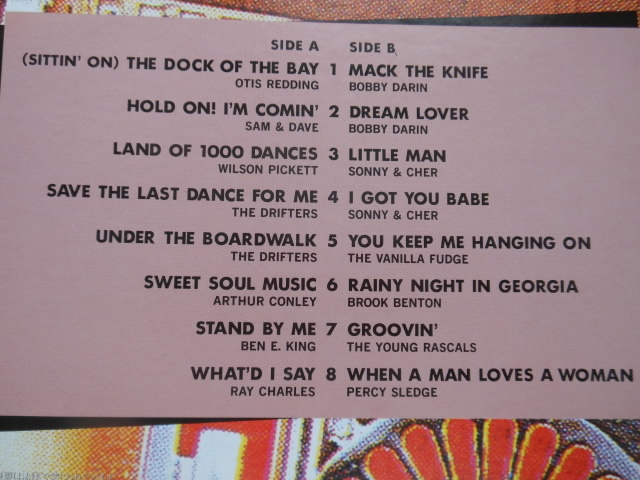 SIDE A SIDE B
(SITTIN' ON) THE DOCK OF THE BAY 1 MACK THE KNIFE
OTIS REDDING BOBBY DARIN
HOLD ON! I'M COMIN' 2 DREAM LOVER
SAM & DAVE BOBBY DARIN
LAND OF 1000 DANCES 3 LITTLE MAN
WILSON PICKETT SONNY & CHER
SAVE THE LAST DANCE FOR ME 4 I GOT YOU BABE
THE DRIFTERS SONNY & CHER
UNDER THE BOARDWALK 5 YOU KEEP ME HANGING ON
THE DRIFTERS THE VANILLA FUDGE
SWEET SOUL MUSIC 6 RAINY NIGHT IN GEORGIA
ARTHUR CONLEY BROOK BENTON
STAND BY ME 7 GROOVIN'
BEN E. KING THE YOUNG RASCALS
WHAT'D I SAY 8 WHEN A MAN LOVES A WOMAN
RAY CHARLES PERCY SLEDGE